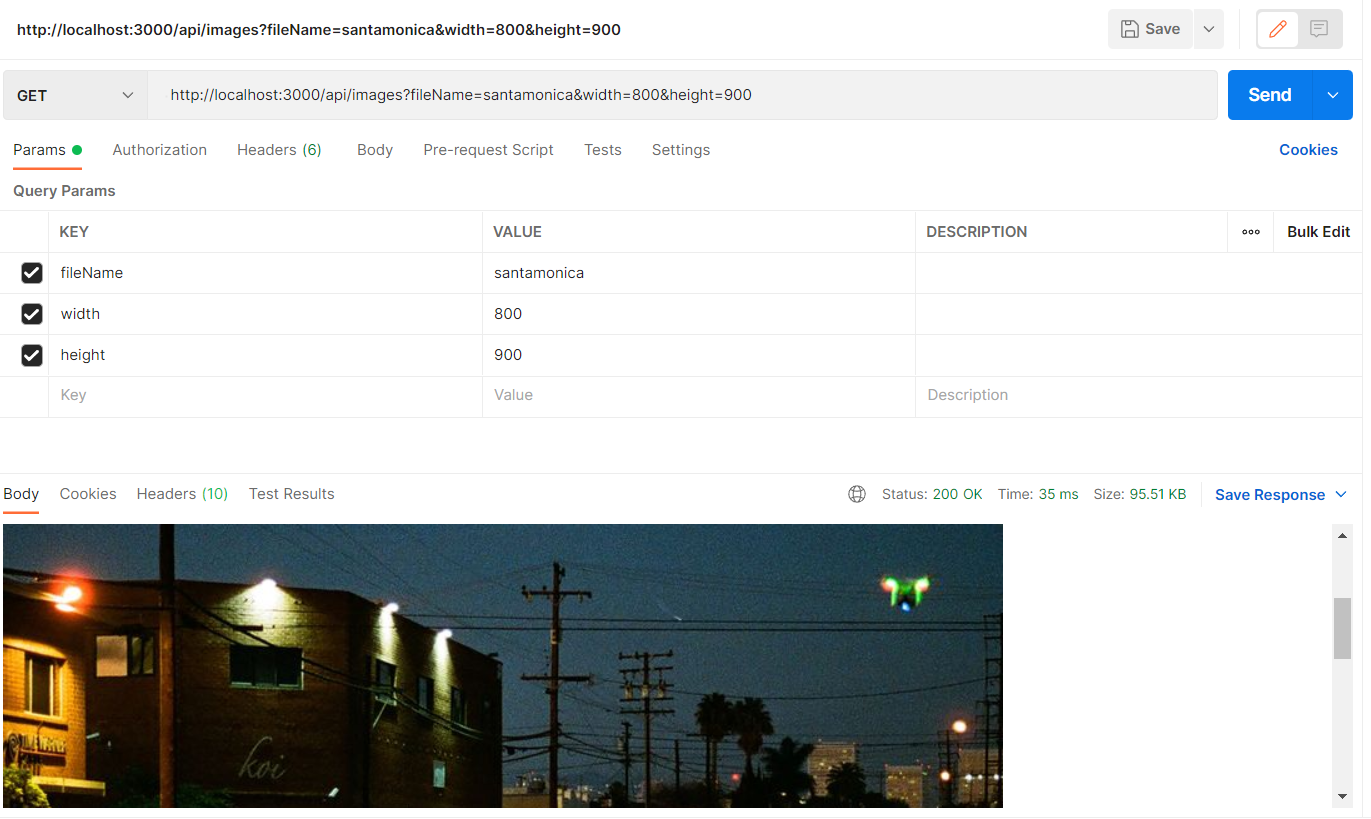 http://localhost:3000/api/images?fileName=santamonica&width=800&height=900
Save
GET
http://localhost:3000/api/images?fileName=santamonica&width=800&height=900
Send
Params
Authorization
Headers (6)
Body
Pre-request Script
Tests
Settings
Cookies
Query Params
KEY
VALUE
DESCRIPTION
Bulk Edit
fileName
santamonica
width
800
height
900
Key
Value
Description
Body
Cookies
Headers (10)
Test Results
Status: 200 OK
Time: 35 ms
Size: 95.51 KB
Save Response
koi